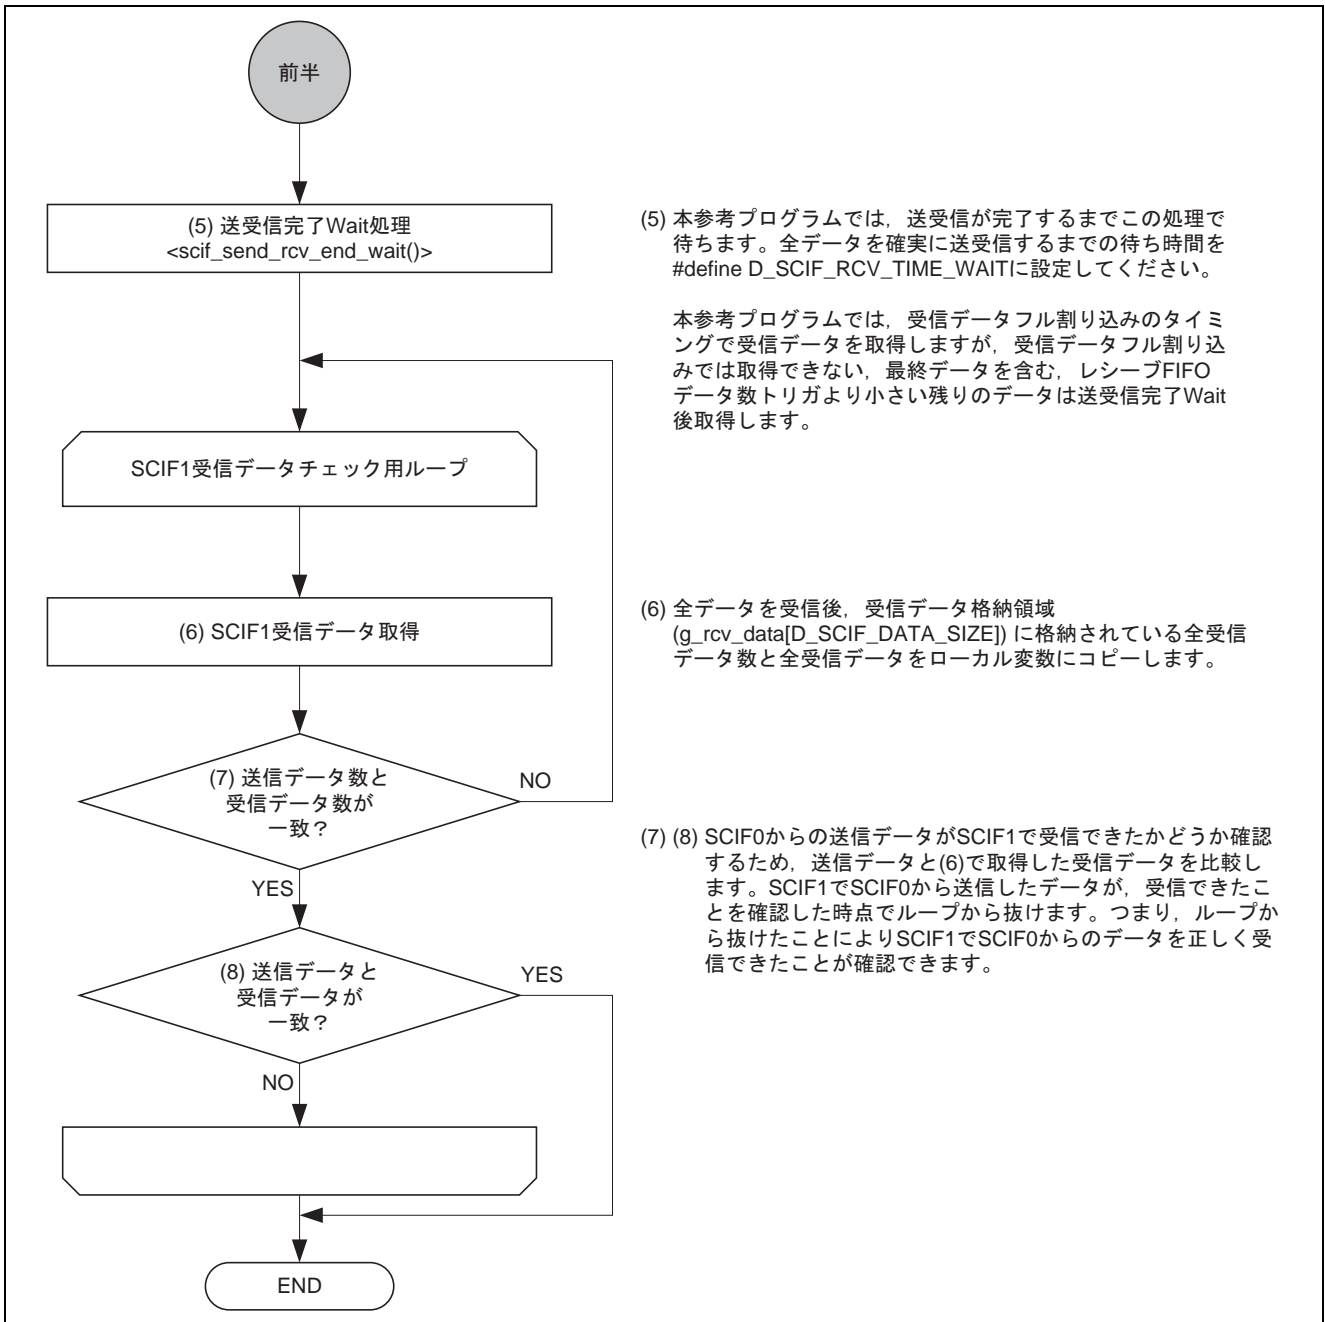 前半
(5) 送受信完了Wait処理
<scif_send_rcv_end_wait()>
(5) 本参考プログラムでは，送受信が完了するまでこの処理で
待ちます。全データを確実に送受信するまでの待ち時間を
#define D_SCIF_RCV_TIME_WAITに設定してください。
本参考プログラムでは，受信データフル割り込みのタイミ
ングで受信データを取得しますが，受信データフル割り込
みでは取得できない，最終データを含む，レシーブFIFO
データ数トリガより小さい残りのデータは送受信完了Wait
後取得します。
SCIF1受信データチェック用ループ
(6) SCIF1受信データ取得
(6) 全データを受信後，受信データ格納領域
(g_rcv_data[D_SCIF_DATA_SIZE]) に格納されている全受信
データ数と全受信データをローカル変数にコピーします。
(7) 送信データ数と
受信データ数が
一致？
NO
YES
(7) (8) SCIF0からの送信データがSCIF1で受信できたかどうか確認
するため，送信データと(6)で取得した受信データを比較し
ます。SCIF1でSCIF0から送信したデータが，受信できたこ
とを確認した時点でループから抜けます。つまり，ループか
ら抜けたことによりSCIF1でSCIF0からのデータを正しく受
信できたことが確認できます。
(8) 送信データと
受信データが
一致？
YES
NO
END